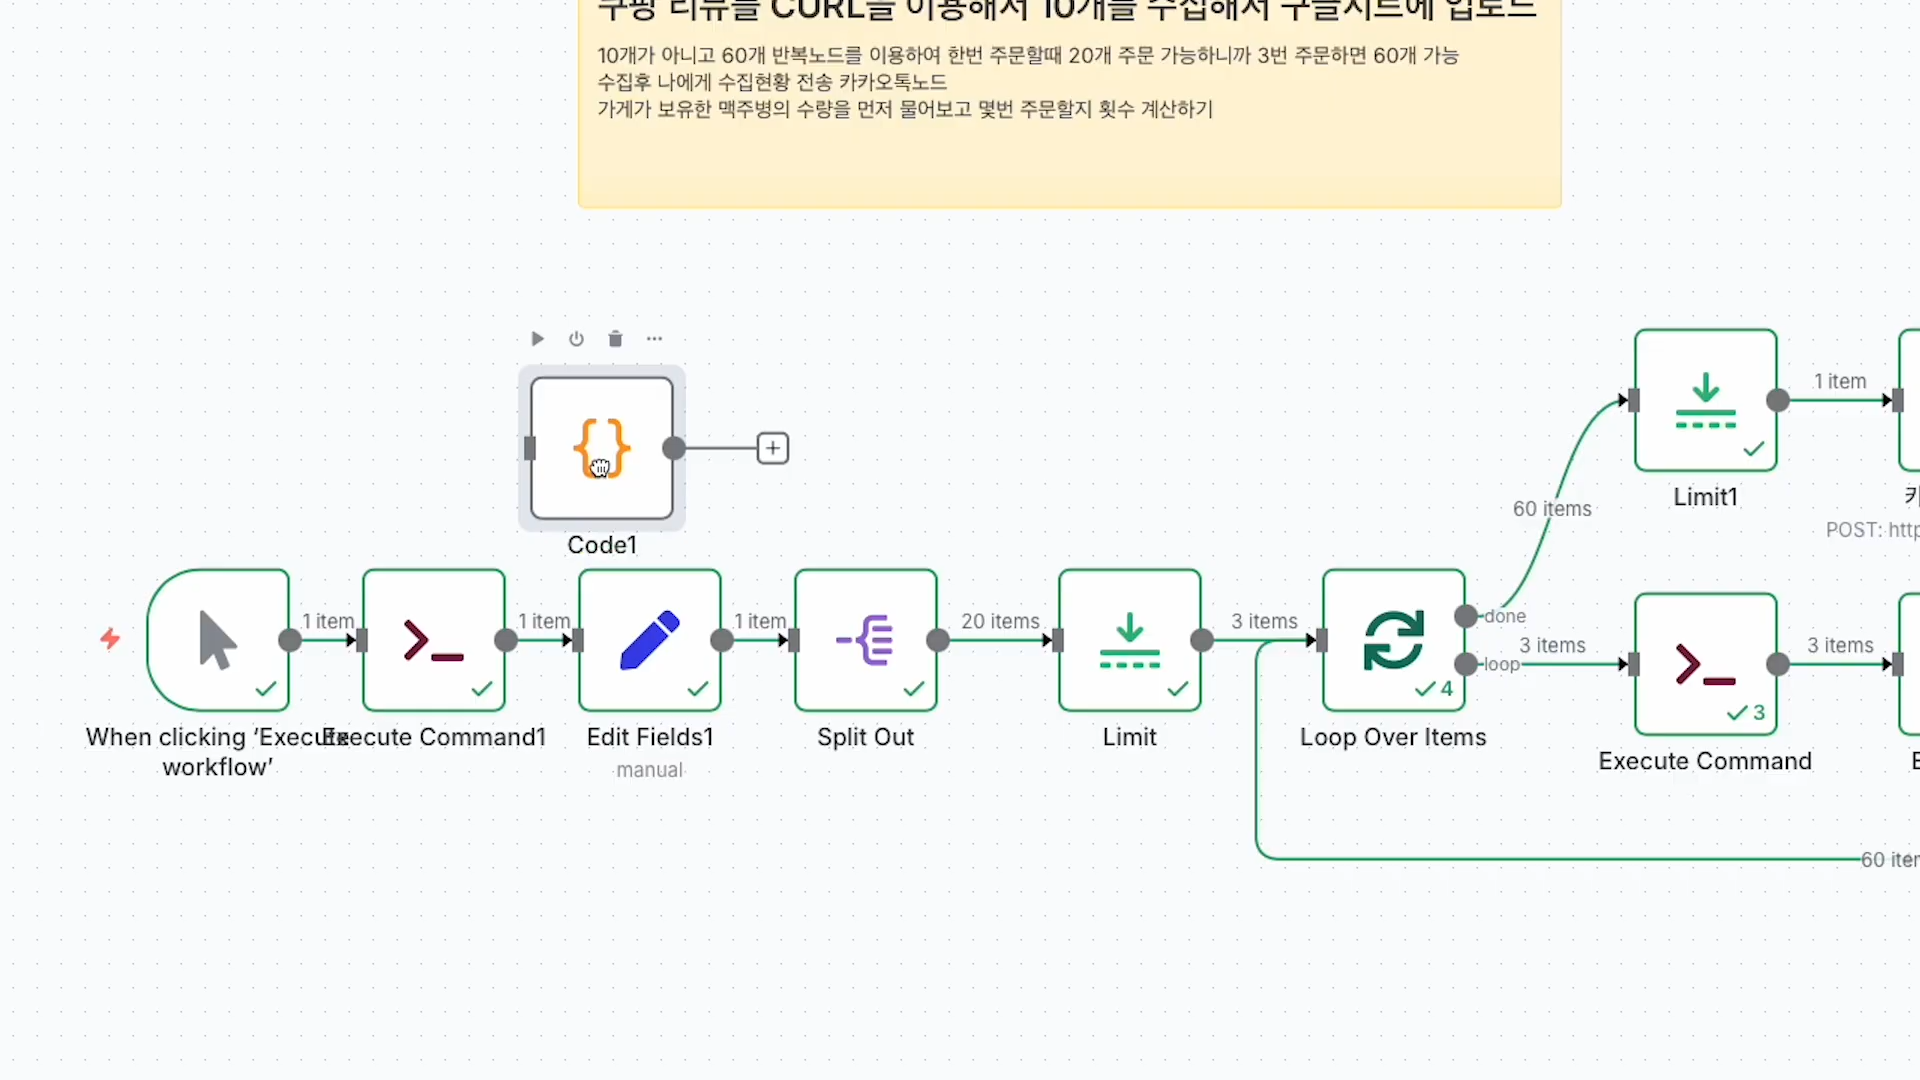 쿠팡 리뷰를 CURL을 이용해서 10개를 수집해서 구글시트에 업로드
10개가 아니고 60개 반복노드를 이용하여 한번 주문할때 20개 주문 가능하니까 3번 주문하면 60개 가능
수집후 나에게 수집현황 전송 카카오톡노드
가게가 보유한 맥주병의 수량을 먼저 물어보고 몇번 주문할지 횟수 계산하기
Code1
1 item
1 item
1 item
20 items
3 items
done
loop
3 items
3 items
60 items
1 item
Limit1
POST: http
4
3
When clicking ‘Execute
workflow’
Execute Command1
Edit Fields1
manual
Split Out
Limit
Loop Over Items
Execute Command
60 iter